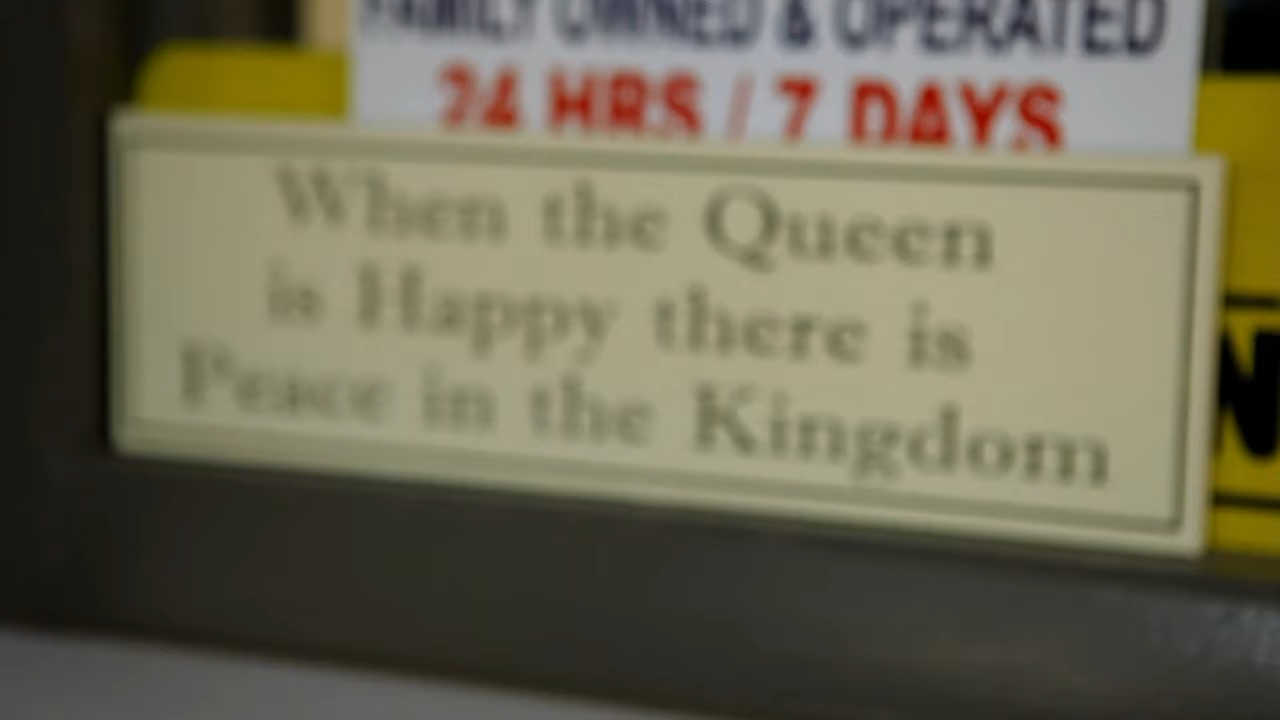 FAMILY OWNED & OPERATED
24 HRS / 7 DAYS
When the Queen
is Happy there is
Peace in the Kingdom
N